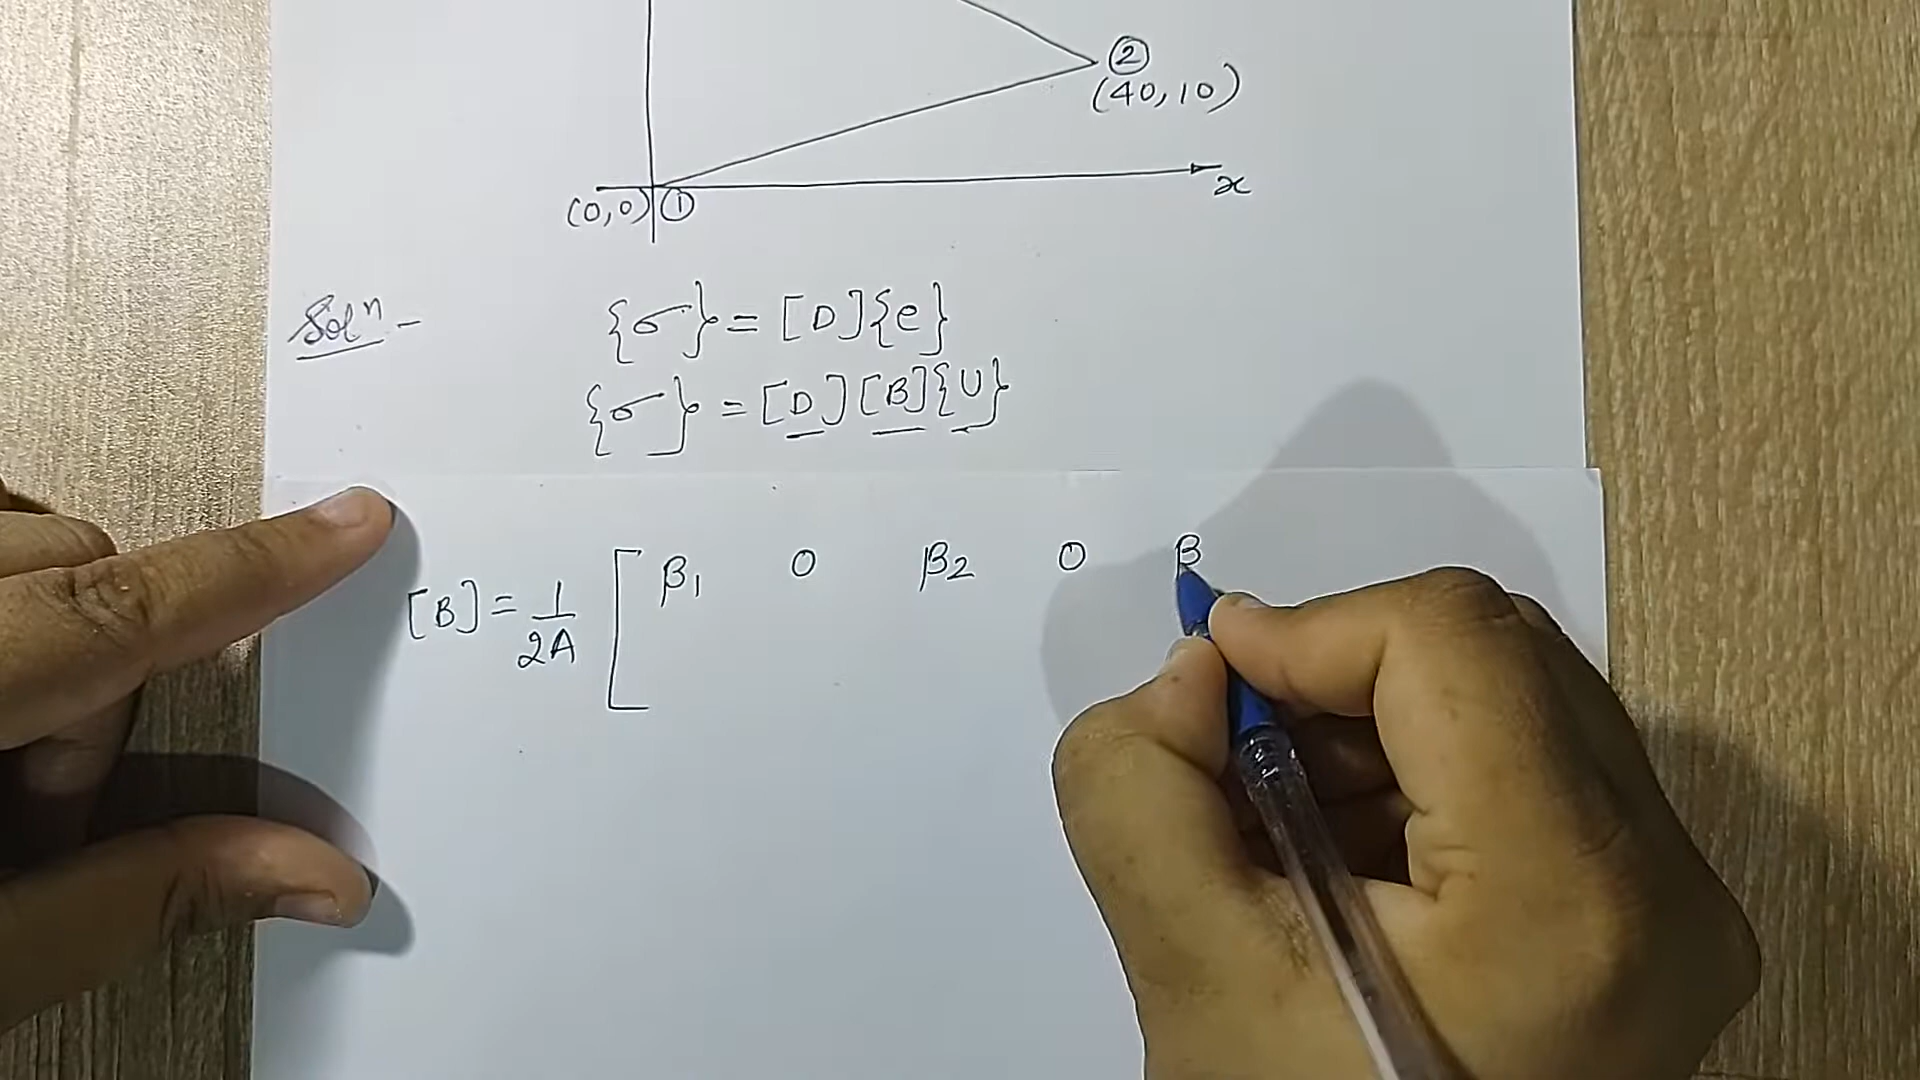 ②
(40,10)
x
(0,0) ①
Solⁿ - {σ} = [D]{e}
{σ} = [D][B]{U}
[B] = 1/2A [ β₁ 0 β₂ 0 β